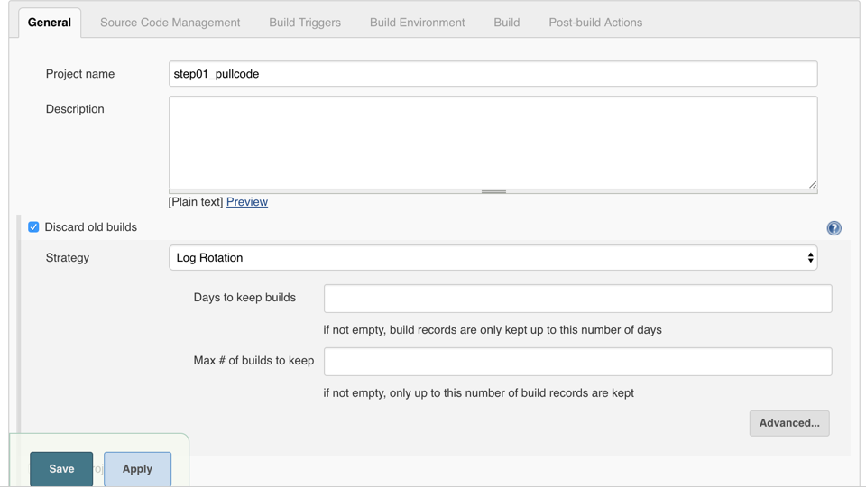 General Source Code Management Build Triggers Build Environment Build Post-build Actions
Project name step01 pullcode
Description
[Plain text] Preview
Discard old builds
Strategy Log Rotation
Days to keep builds
if not empty, build records are only kept up to this number of days
Max # of builds to keep
if not empty, only up to this number of build records are kept
Advanced...
Save Apply